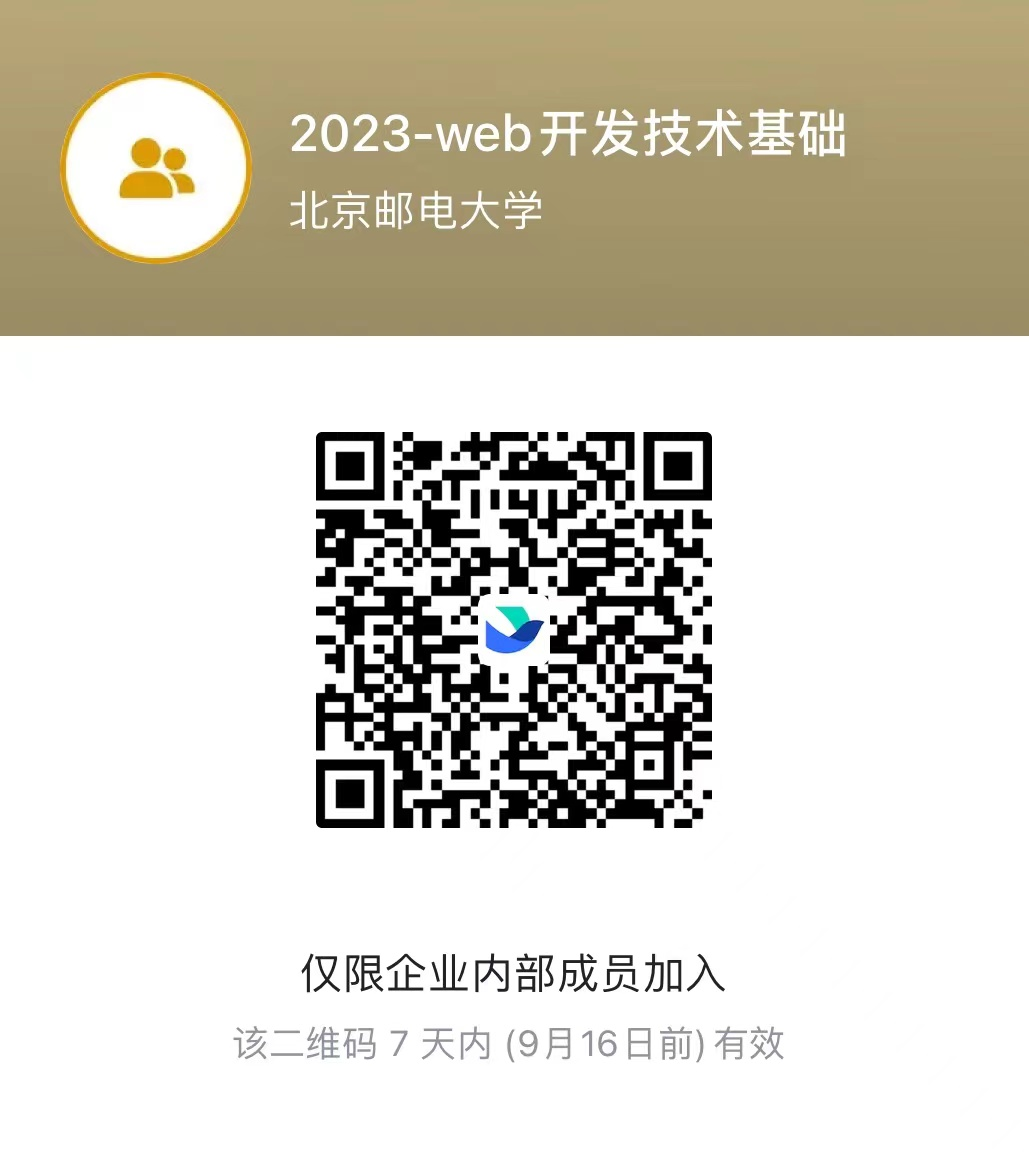 2023-web开发技术基础
北京邮电大学
仅限企业内部成员加入
该二维码 7 天内 (9月16日前) 有效